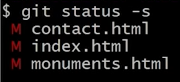 $ git status -s
 M contact.html
 M index.html
 M monuments.html